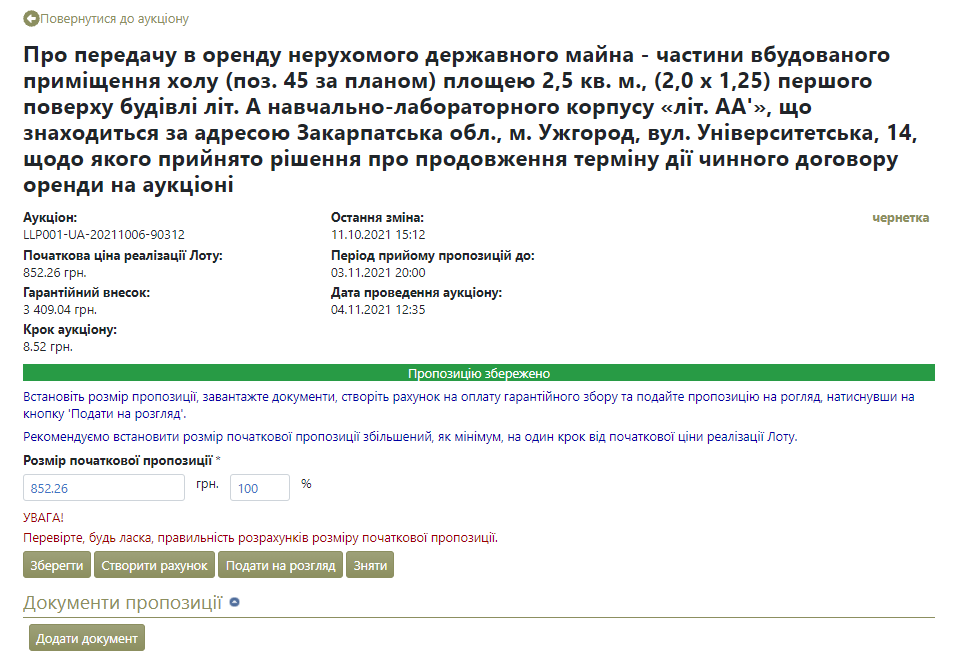 Повернутися до аукціону
Про передачу в оренду нерухомого державного майна - частини вбудованого
приміщення холу (поз. 45 за планом) площею 2,5 кв. м., (2,0 х 1,25) першого
поверху будівлі літ. А навчально-лабораторного корпусу «літ. АА'», що
знаходиться за адресою Закарпатська обл., м. Ужгород, вул. Університетська, 14,
щодо якого прийнято рішення про продовження терміну дії чинного договору
оренди на аукціоні
Аукціон: Остання зміна: чернетка
LLP001-UA-20211006-90312 11.10.2021 15:12
Початкова ціна реалізації Лоту: Період прийому пропозицій до:
852.26 грн. 03.11.2021 20:00
Гарантійний внесок: Дата проведення аукціону:
3 409.04 грн. 04.11.2021 12:35
Крок аукціону:
8.52 грн.
Пропозицію збережено
Встановіть розмір пропозиції, завантажте документи, створіть рахунок на оплату гарантійного збору та подайте пропозицію на рогляд, натиснувши на
кнопку 'Подати на розгляд'.
Рекомендуємо встановити розмір початкової пропозиції збільшений, як мінімум, на один крок від початкової ціни реалізації Лоту.
Розмір початкової пропозиції *
852.26 грн. 100 %
УВАГА!
Перевірте, будь ласка, правильність розрахунків розміру початкової пропозиції.
Зберегти Створити рахунок Подати на розгляд Зняти
Документи пропозиції
Додати документ